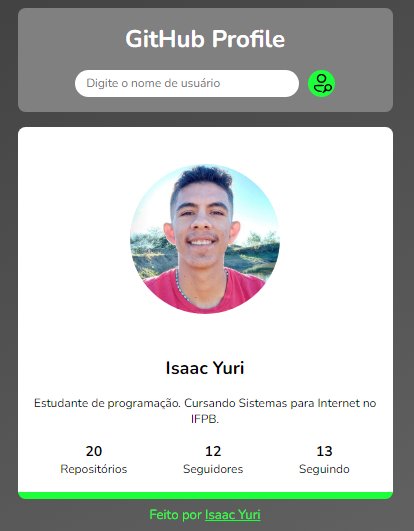 GitHub Profile
Digite o nome de usuário
Isaac Yuri
Estudante de programação. Cursando Sistemas para Internet no
IFPB.
20 12 13
Repositórios Seguidores Seguindo
Feito por Isaac Yuri